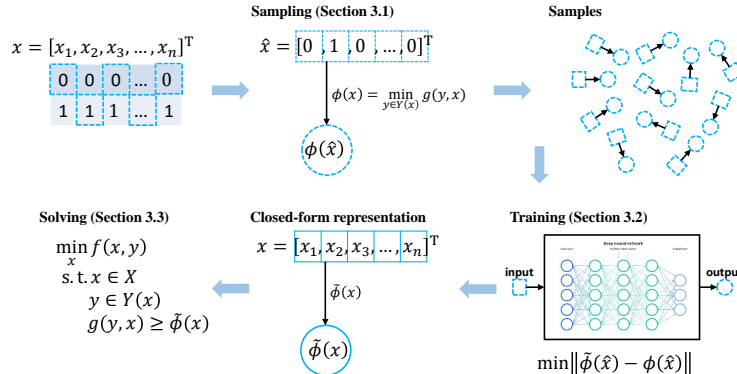 Sampling (Section 3.1)
Samples
x = [x₁, x₂, x₃, …, xₙ]ᵀ
0 0 0 … 0
1 1 1 … 1
x̂ = [0 , 1 , 0 , … , 0]ᵀ
ϕ(x) = min g(y, x)
y∈Y(x)
ϕ(x̂)
Solving (Section 3.3)
Closed-form representation
Training (Section 3.2)
min f(x, y)
x
s. t. x ∈ X
y ∈ Y(x)
g(y, x) ≥ ϕ̃(x)
x = [x₁, x₂, x₃, … , xₙ]ᵀ
ϕ̃(x)
ϕ̃(x)
Deep neural network
input
output
min‖ϕ̃(x̂) − ϕ(x̂)‖